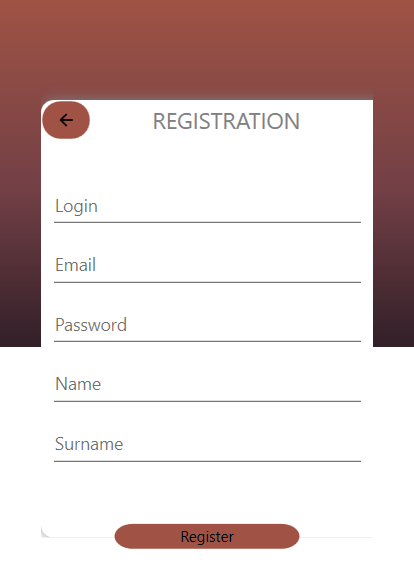 REGISTRATION
Login
Email
Password
Name
Surname
Register